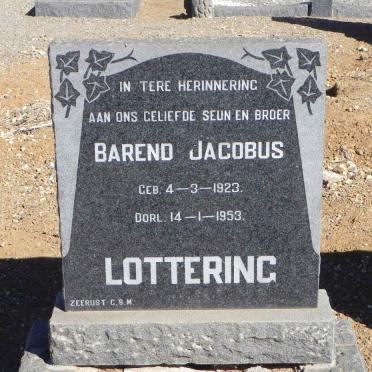 IN TERE HERINNERING
AAN ONS GELIEFDE SEUN EN BROER
BAREND JACOBUS
GEB. 4-3-1923.
OORL. 14-1-1953.
LOTTERING
ZEERUST G.S.W.